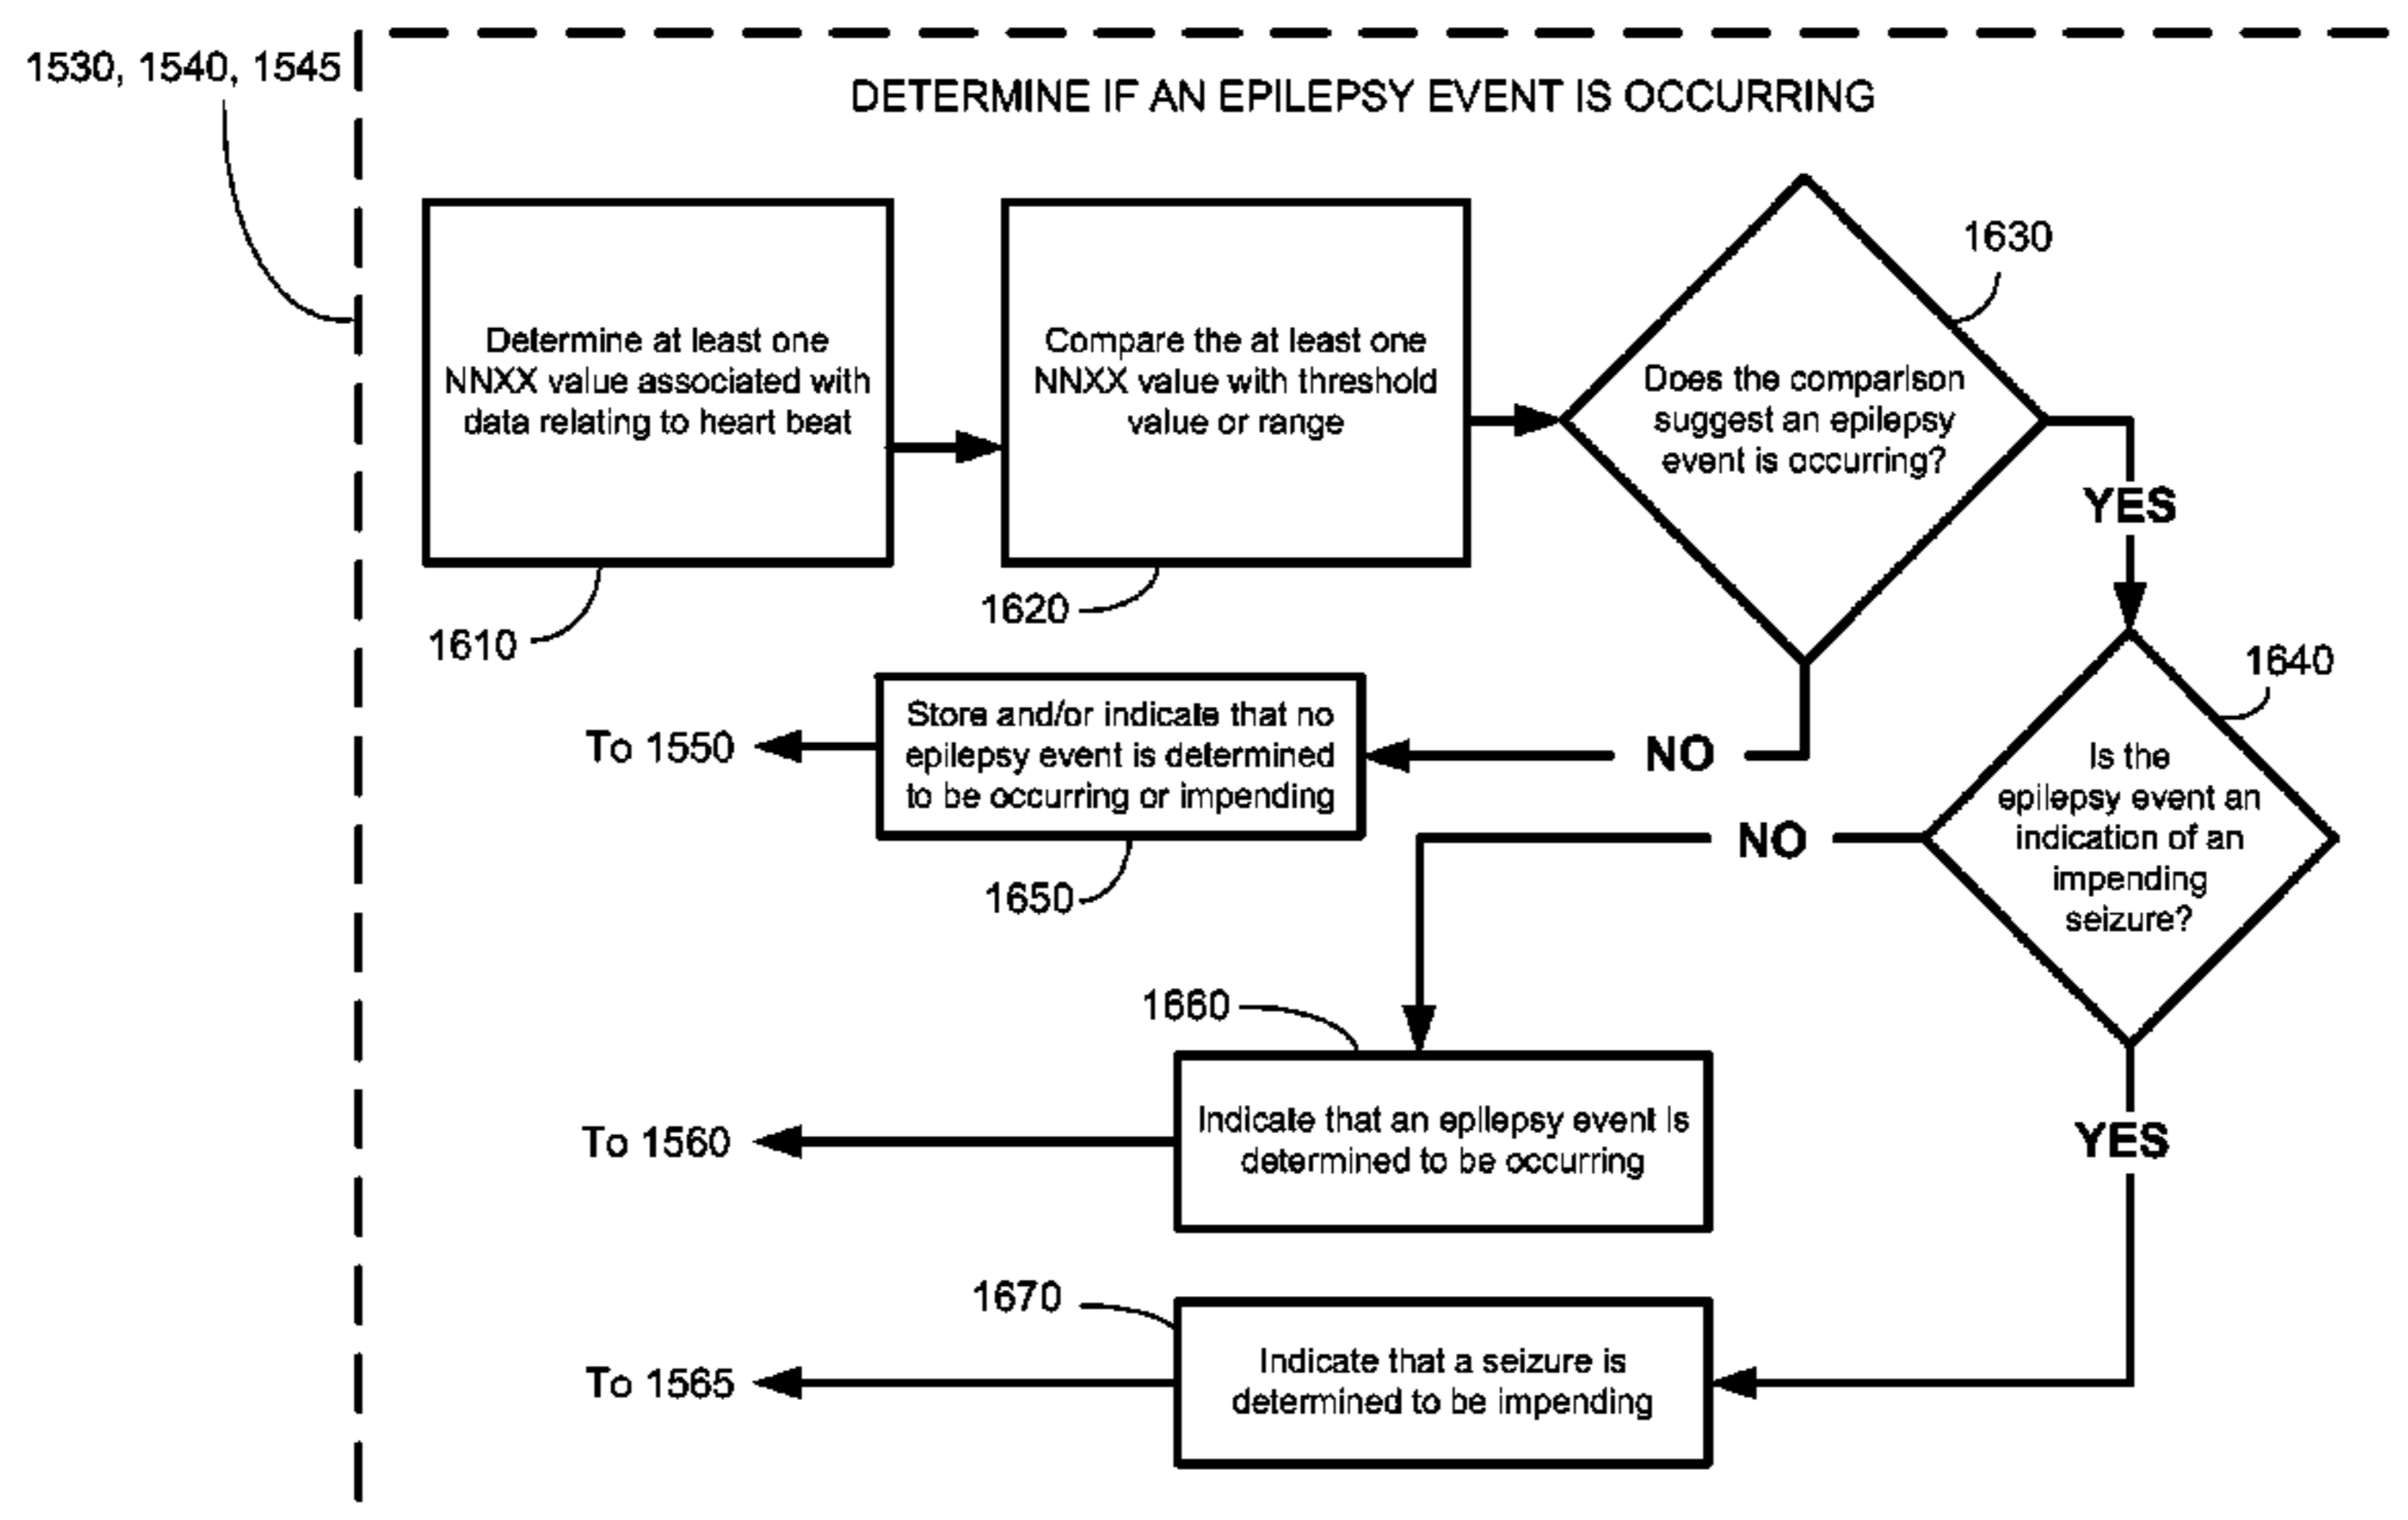 1530, 1540, 1545
DETERMINE IF AN EPILEPSY EVENT IS OCCURRING
Determine at least one
NNXX value associated with
data relating to heart beat
1610
Compare the at least one
NNXX value with threshold
value or range
1620
1630
Does the comparison
suggest an epilepsy
event is occurring?
YES
NO
1640
Is the
epilepsy event an
indication of an
impending
seizure?
Store and/or indicate that no
epilepsy event is determined
to be occurring or impending
To 1550
1650
NO
1660
Indicate that an epilepsy event is
determined to be occurring
To 1560
YES
1670
Indicate that a seizure is
determined to be impending
To 1565